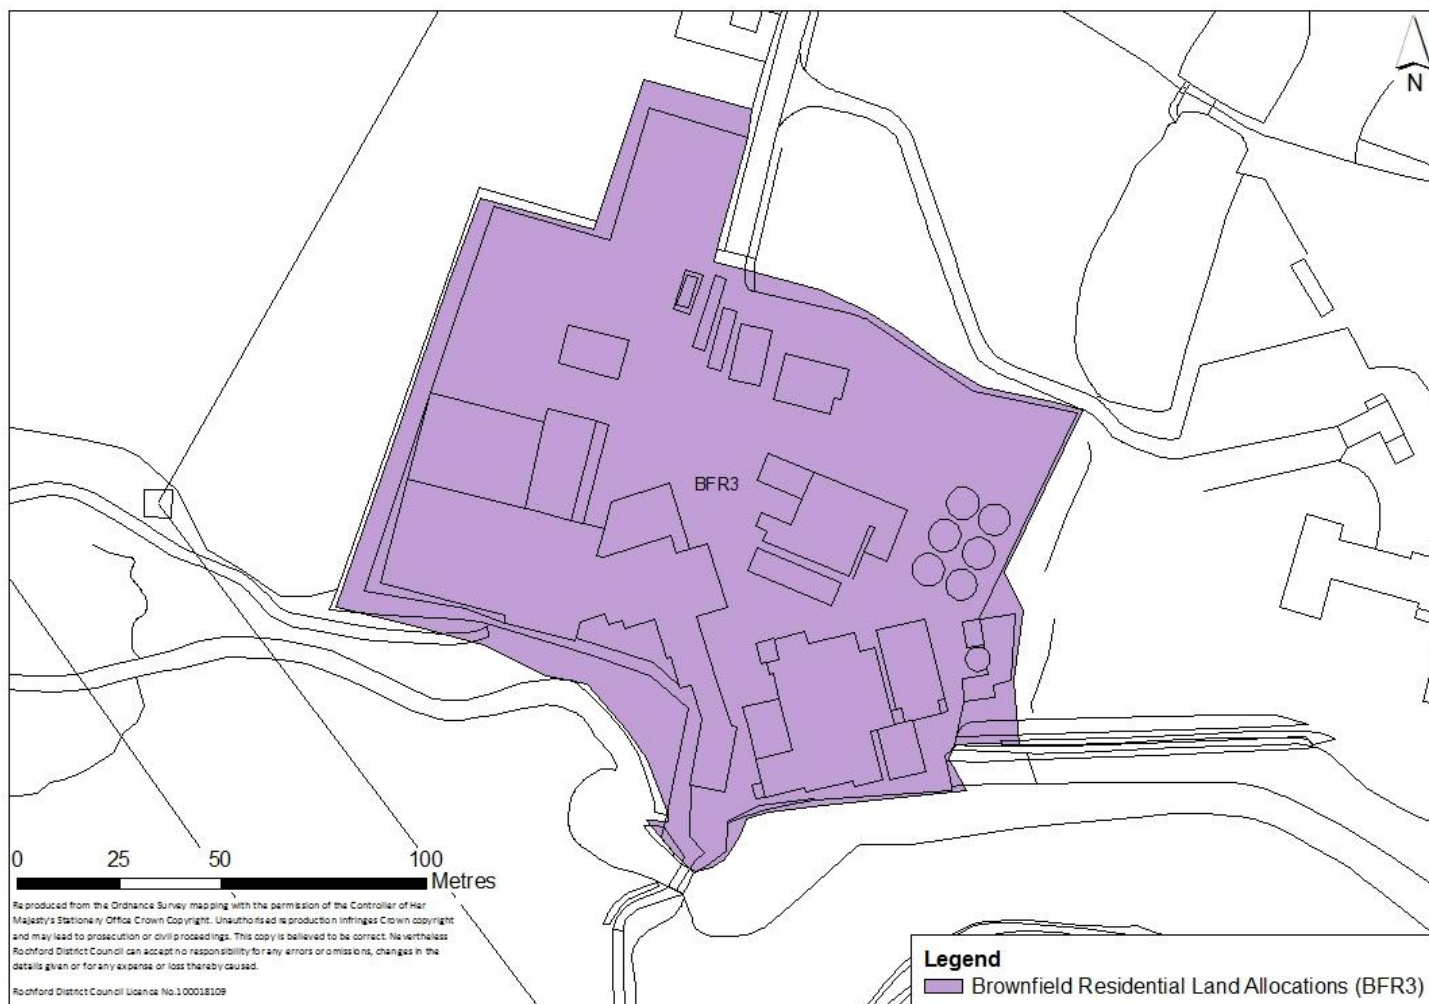 N
BFR3
0 25 50 100
Metres
Reproduced from the Ordnance Survey mapping with the permission of the Controller of Her
Majesty's Stationery Office Crown Copyright. Unauthorised reproduction infringes Crown copyright
and may lead to prosecution or civil proceedings. This copy is believed to be correct. Nevertheless
Rochford District Council can accept no responsibility for any errors or omissions, changes in the
details given or for any expense or loss thereby caused.
Rochford District Council Licence No.100018109
Legend
Brownfield Residential Land Allocations (BFR3)